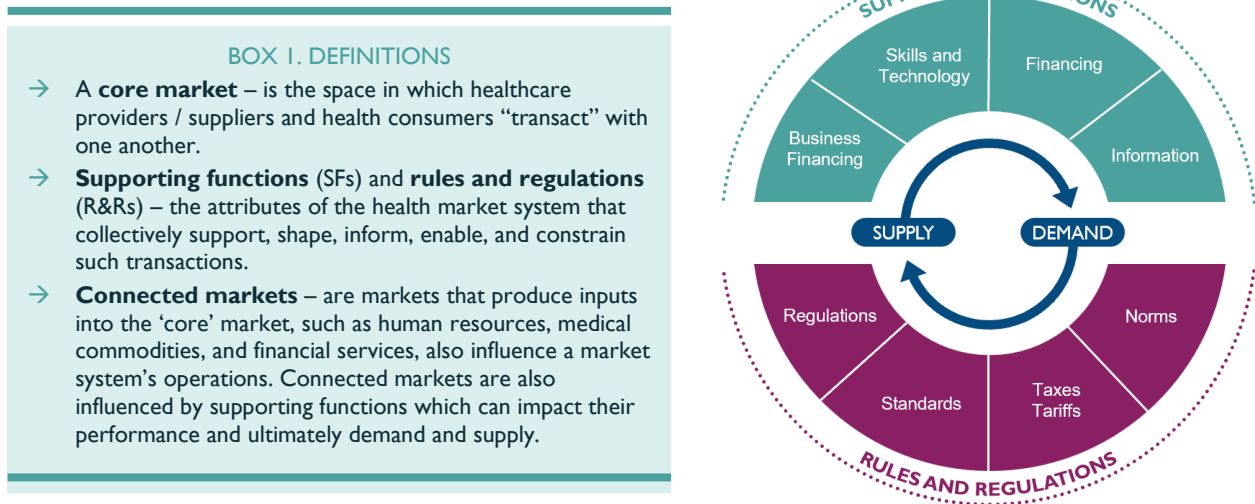 BOX 1. DEFINITIONS
→ A core market – is the space in which healthcare
providers / suppliers and health consumers “transact” with
one another.
→ Supporting functions (SFs) and rules and regulations
(R&Rs) – the attributes of the health market system that
collectively support, shape, inform, enable, and constrain
such transactions.
→ Connected markets – are markets that produce inputs
into the ‘core’ market, such as human resources, medical
commodities, and financial services, also influence a market
system’s operations. Connected markets are also
influenced by supporting functions which can impact their
performance and ultimately demand and supply.
Skills and
Technology
Financing
Business
Financing
Information
SUPPLY
DEMAND
Regulations
Norms
Standards
Taxes
Tariffs
RULES AND REGULATIONS